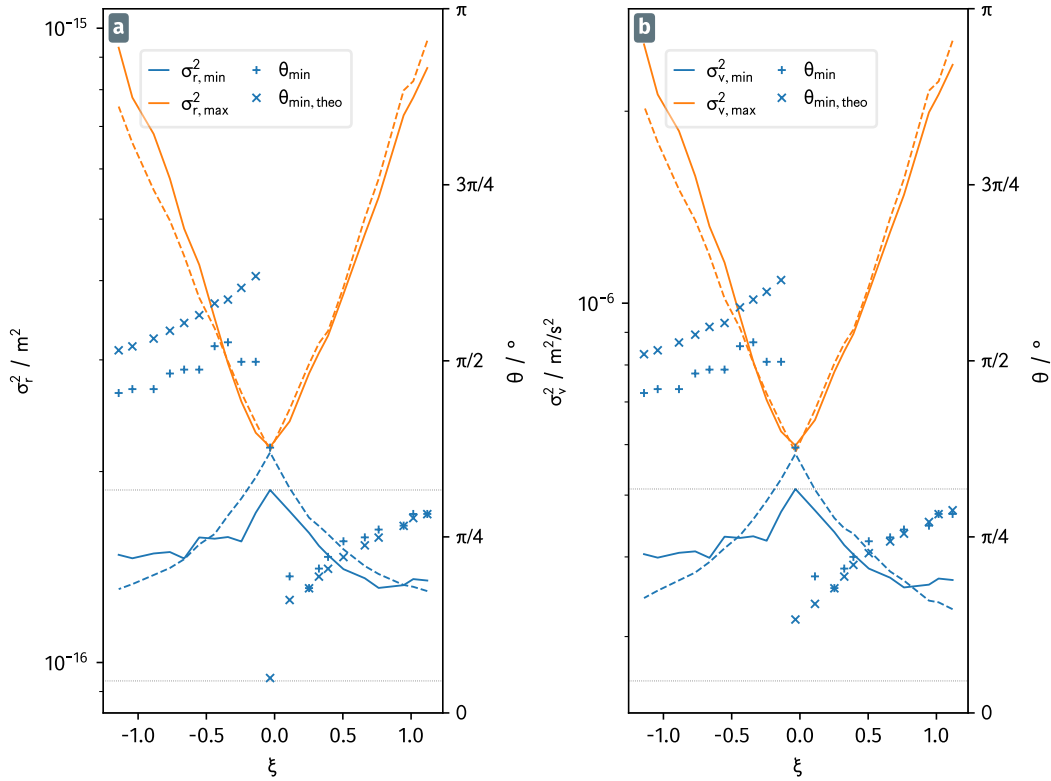 a
10⁻¹⁵
10⁻¹⁶
σ²r,min
σ²r,max
θmin
θmin,theo
π
3π/4
π/2
π/4
0
σ²r / m²
θ / °
-1.0 -0.5 0.0 0.5 1.0
ξ
b
10⁻⁶
σ²v,min
σ²v,max
θmin
θmin,theo
π
3π/4
π/2
π/4
0
σ²v / m²/s²
θ / °
-1.0 -0.5 0.0 0.5 1.0
ξ